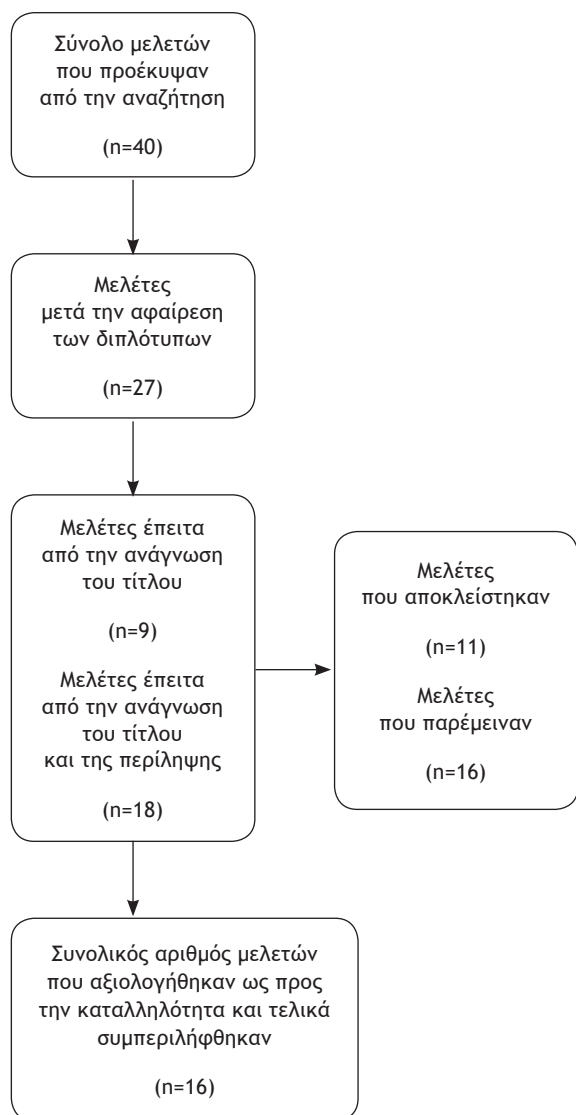 Σύνολο μελετών
που προέκυψαν
από την αναζήτηση
(n=40)
Μελέτες
μετά την αφαίρεση
των διπλότυπων
(n=27)
Μελέτες έπειτα
από την ανάγνωση
του τίτλου
(n=9)
Μελέτες έπειτα
από την ανάγνωση
του τίτλου
και της περίληψης
(n=18)
Μελέτες
που αποκλείστηκαν
(n=11)
Μελέτες
που παρέμειναν
(n=16)
Συνολικός αριθμός μελετών
που αξιολογήθηκαν ως προς
την καταλληλότητα και τελικά
συμπεριλήφθηκαν
(n=16)